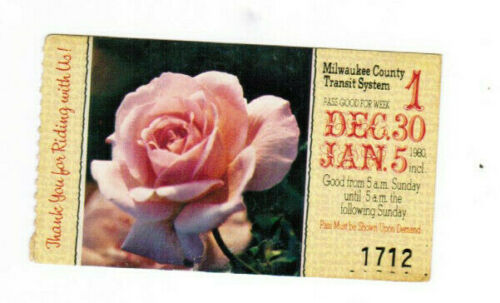 Thank You for Riding with Us!
Milwaukee County
Transit System
1
PASS GOOD FOR WEEK
DEC. 30
JAN. 5 1980, incl.
Good from 5 a.m. Sunday
until 5 a.m. the
following Sunday
Pass Must be Shown Upon Demand
1712